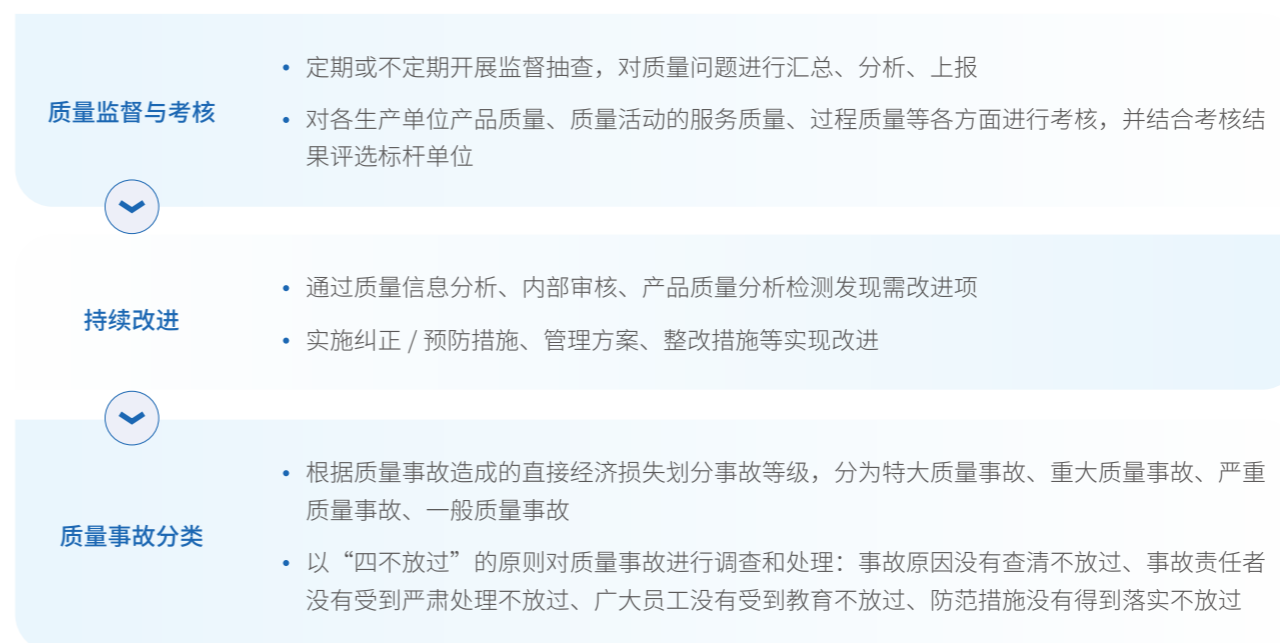 质量监督与考核
• 定期或不定期开展监督抽查，对质量问题进行汇总、分析、上报
• 对各生产单位产品质量、质量活动的服务质量、过程质量等各方面进行考核，并结合考核结
果评选标杆单位
持续改进
• 通过质量信息分析、内部审核、产品质量分析检测发现需改进项
• 实施纠正 / 预防措施、管理方案、整改措施等实现改进
质量事故分类
• 根据质量事故造成的直接经济损失划分事故等级，分为特大质量事故、重大质量事故、严重
质量事故、一般质量事故
• 以“四不放过”的原则对质量事故进行调查和处理：事故原因没有查清不放过、事故责任者
没有受到严肃处理不放过、广大员工没有受到教育不放过、防范措施没有得到落实不放过